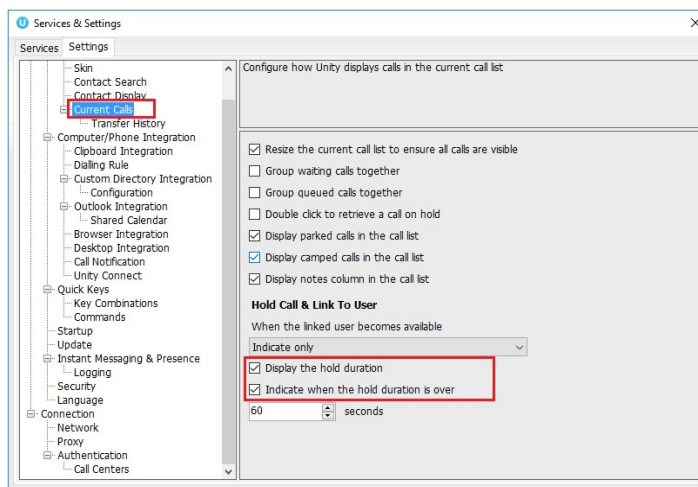 Services & Settings
Services Settings
Skin
Contact Search
Contact Display
Current Calls
Transfer History
Computer/Phone Integration
Clipboard Integration
Dialling Rule
Custom Directory Integration
Configuration
Outlook Integration
Shared Calendar
Browser Integration
Desktop Integration
Call Notification
Unity Connect
Quick Keys
Key Combinations
Commands
Startup
Update
Instant Messaging & Presence
Logging
Security
Language
Connection
Network
Proxy
Authentication
Call Centers
Configure how Unity displays calls in the current call list
Resize the current call list to ensure all calls are visible
Group waiting calls together
Group queued calls together
Double click to retrieve a call on hold
Display parked calls in the call list
Display camped calls in the call list
Display notes column in the call list
Hold Call & Link To User
When the linked user becomes available
Indicate only
Display the hold duration
Indicate when the hold duration is over
60 seconds